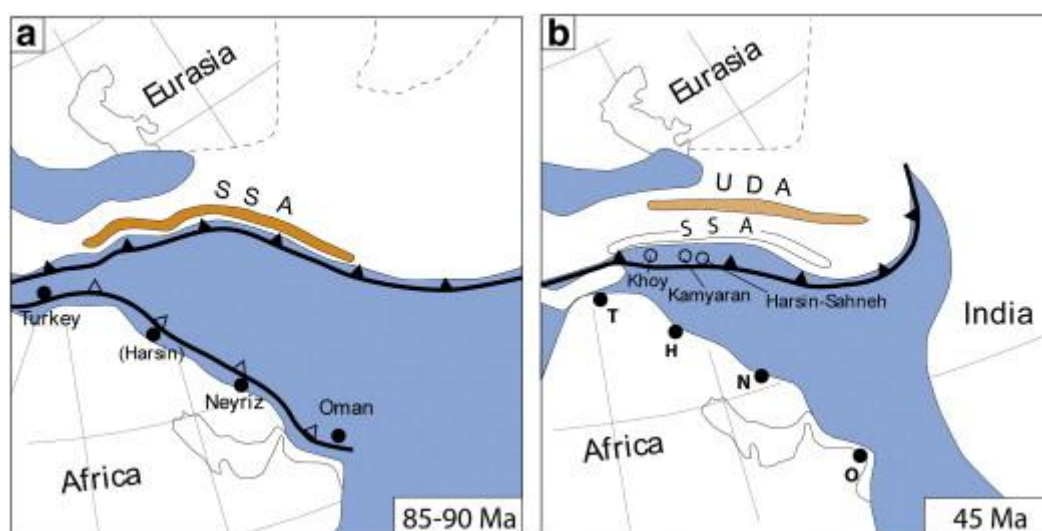 a
Eurasia
S S A
Turkey
(Harsin)
Neyriz
Oman
Africa
85-90 Ma
b
Eurasia
U D A
S S A
Khoy
Kamyaran
Harsin-Sahneh
India
T
H
N
O
Africa
45 Ma